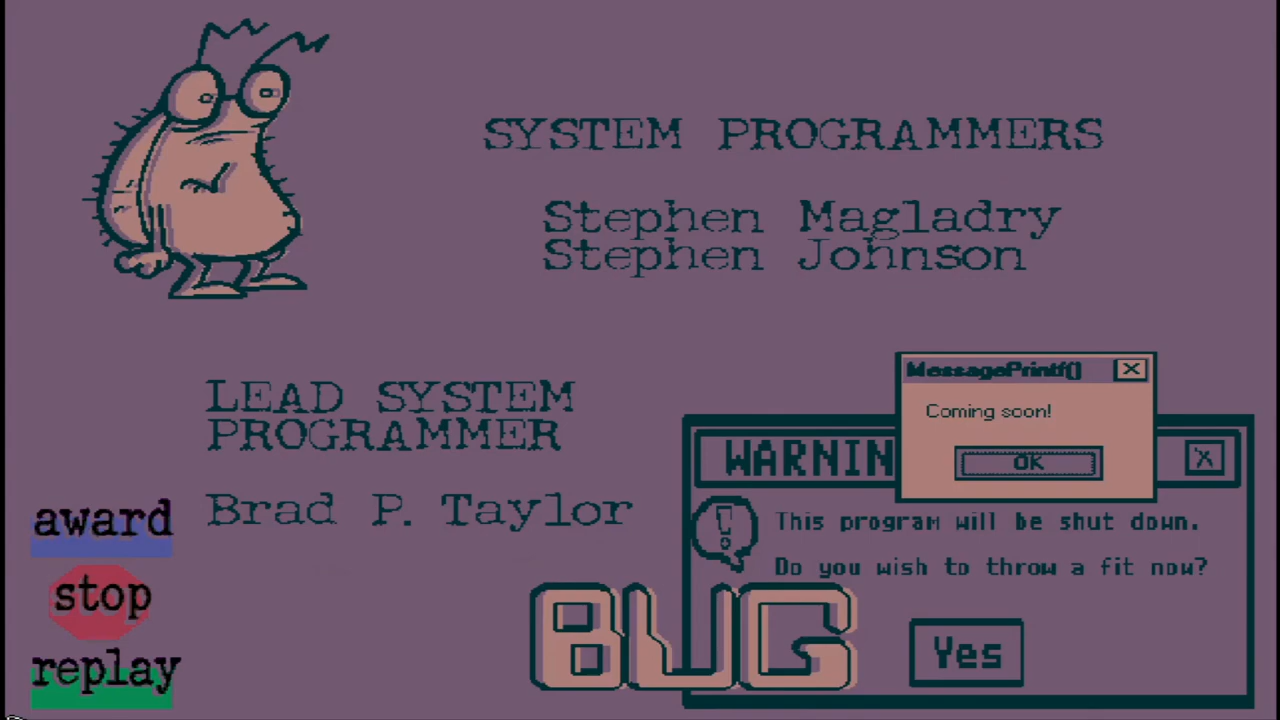 SYSTEM PROGRAMMERS
Stephen Magladry
Stephen Johnson
LEAD SYSTEM
PROGRAMMER
Brad P. Taylor
award
stop
replay
MessagePrintf()
Coming soon!
OK
WARNIN
This program will be shut down.
Do you wish to throw a fit now?
Yes
BUG